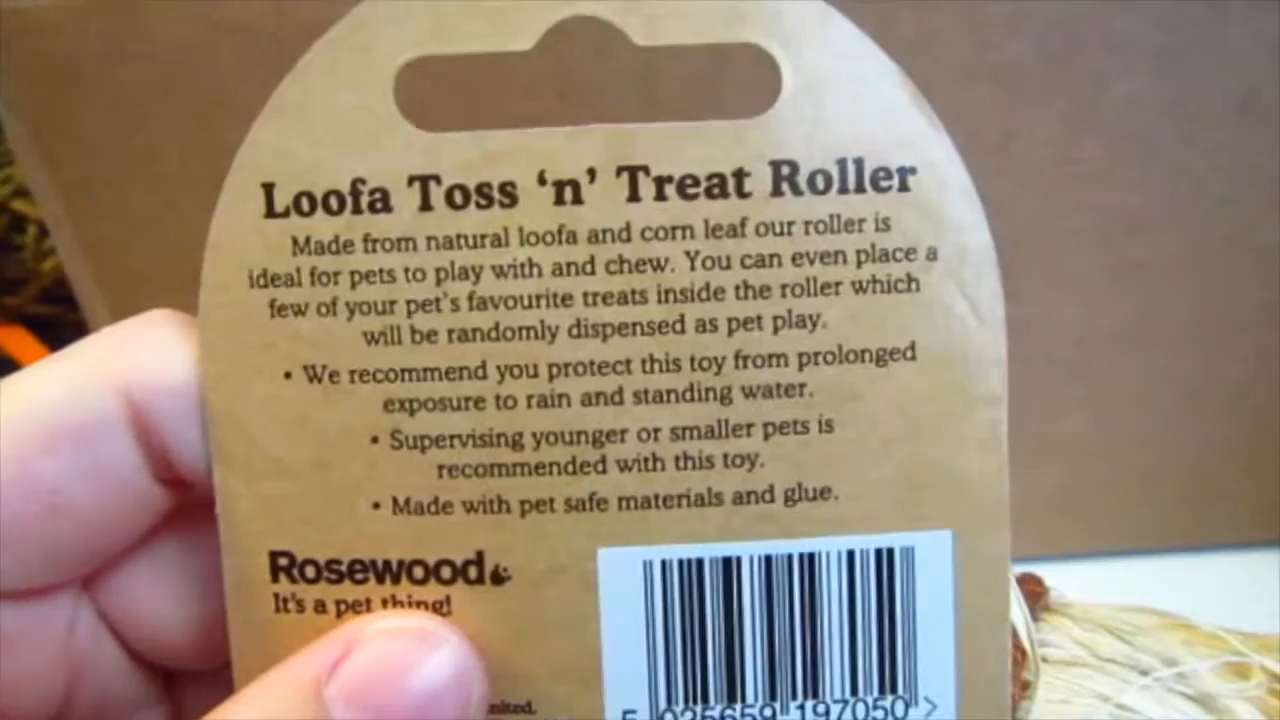 Loofa Toss ‘n’ Treat Roller
Made from natural loofa and corn leaf our roller is
ideal for pets to play with and chew. You can even place a
few of your pet's favourite treats inside the roller which
will be randomly dispensed as pet play.
• We recommend you protect this toy from prolonged
exposure to rain and standing water.
• Supervising younger or smaller pets is
recommended with this toy.
• Made with pet safe materials and glue.
Rosewood
It's a pet thing!
5 025659 197050 >